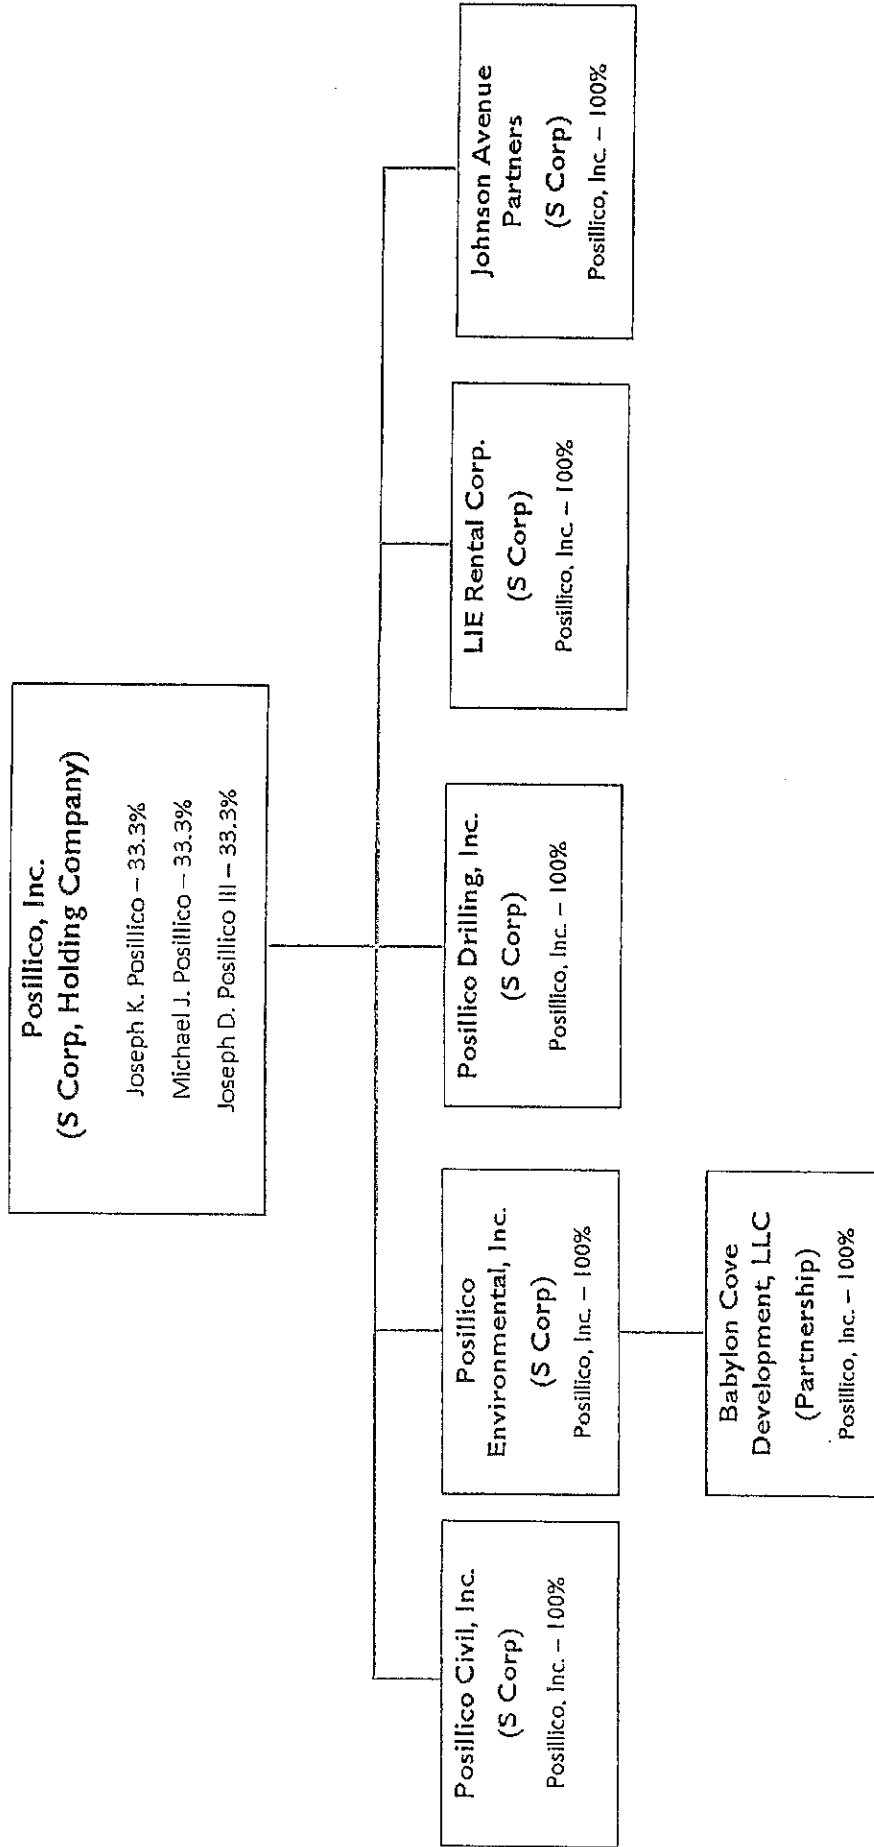 Posillico, Inc.
(S Corp, Holding Company)
Joseph K. Posillico – 33.3%
Michael J. Posillico – 33.3%
Joseph D. Posillico III – 33.3%
Posillico Civil, Inc.
(S Corp)
Posillico, Inc. – 100%
Posillico
Environmental, Inc.
(S Corp)
Posillico, Inc. – 100%
Posillico Drilling, Inc.
(S Corp)
Posillico, Inc. – 100%
LIE Rental Corp.
(S Corp)
Posillico, Inc. – 100%
Johnson Avenue
Partners
(S Corp)
Posillico, Inc. – 100%
Babylon Cove
Development, LLC
(Partnership)
Posillico, Inc. – 100%